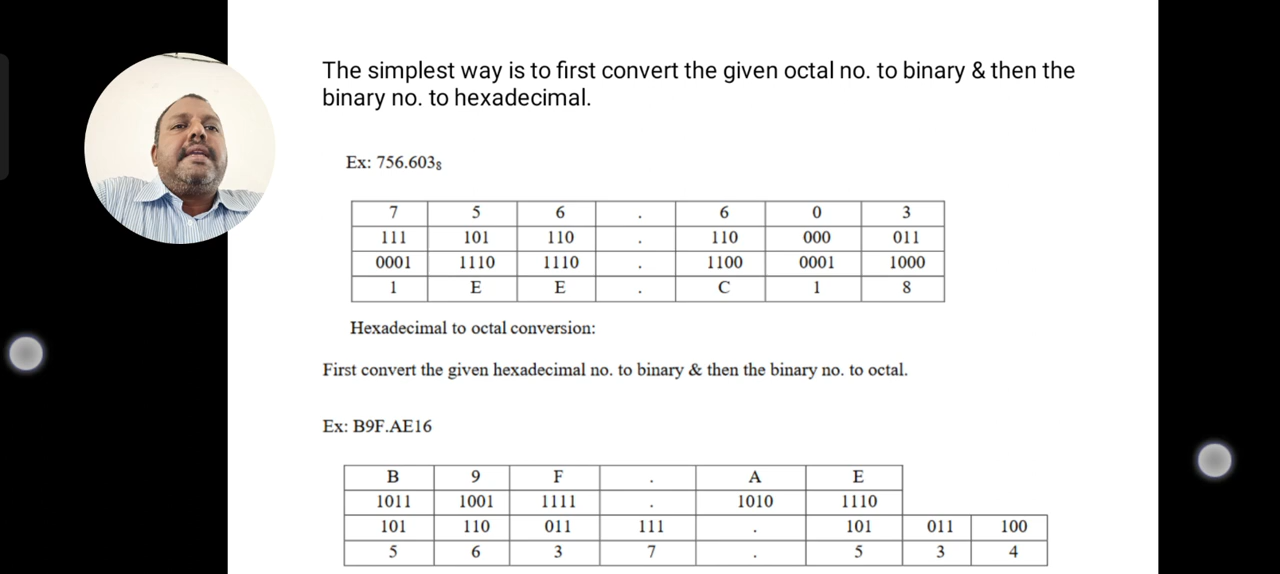 The simplest way is to first convert the given octal no. to binary & then the
binary no. to hexadecimal.
Ex: 756.603₈
7 5 6 . 6 0 3
111 101 110 . 110 000 011
0001 1110 1110 . 1100 0001 1000
1 E E . C 1 8
Hexadecimal to octal conversion:
First convert the given hexadecimal no. to binary & then the binary no. to octal.
Ex: B9F.AE16
B 9 F . A E
1011 1001 1111 . 1010 1110
101 110 011 111 . 101 011 100
5 6 3 7 . 5 3 4